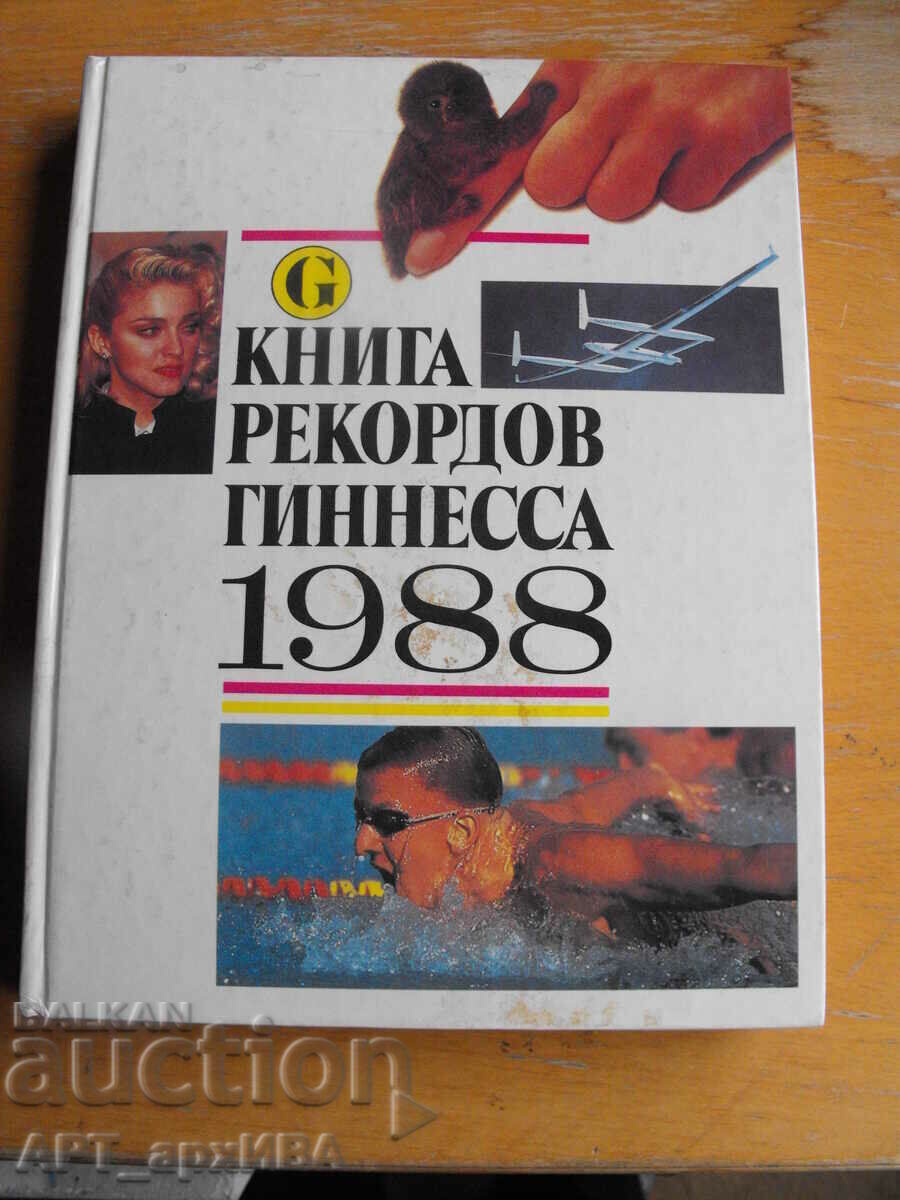 G
КНИГА
РЕКОРДОВ
ГИННЕССА
1988
BALKAN
auction
АРТ_архИВА